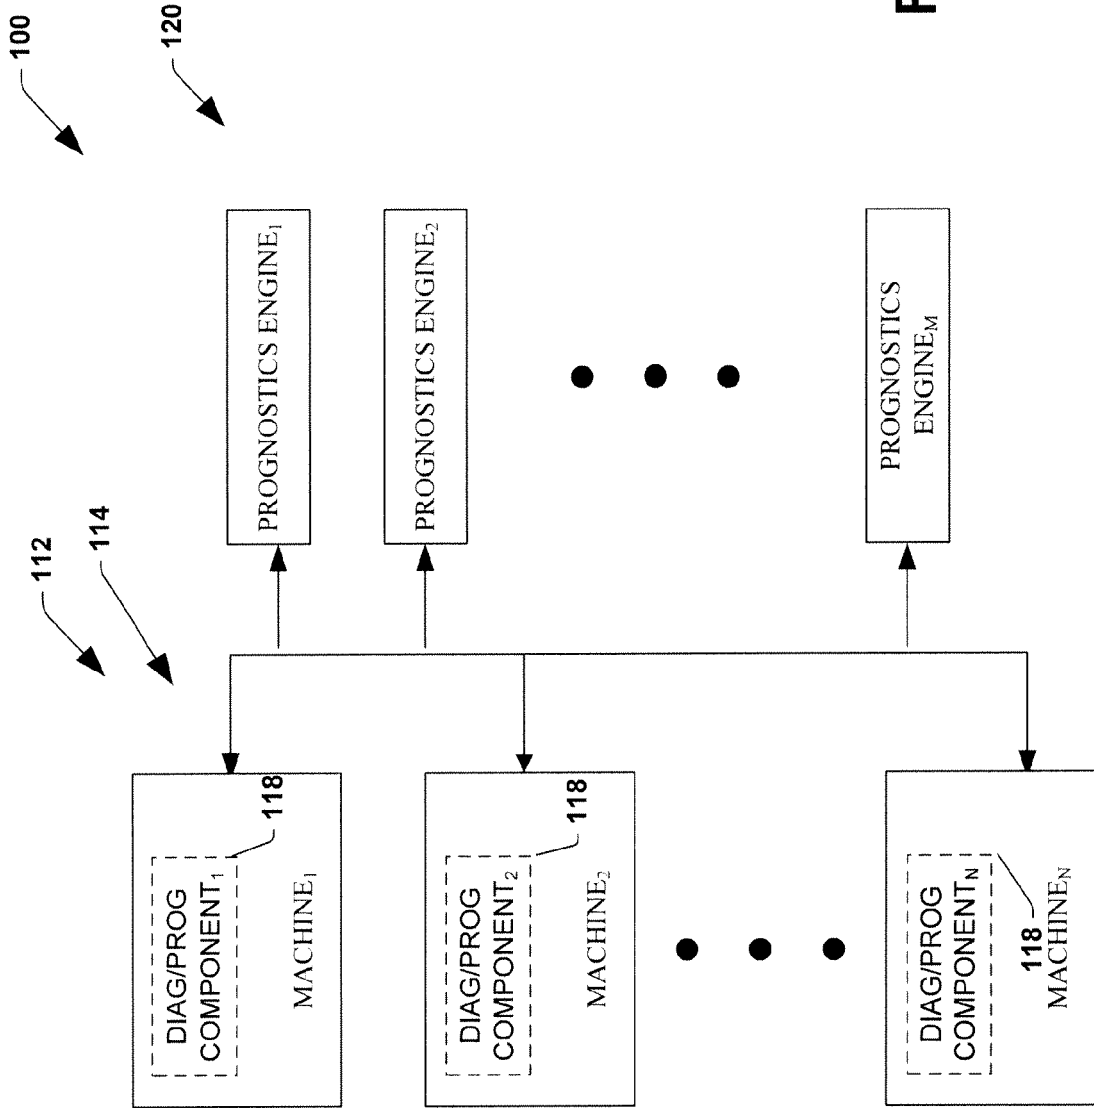 100
120
PROGNOSTICS ENGINE1
PROGNOSTICS ENGINE2
PROGNOSTICS
ENGINEM
112
114
DIAG/PROG
COMPONENT1
118
MACHINE1
DIAG/PROG
COMPONENT2
118
MACHINE2
DIAG/PROG
COMPONENTN
118
MACHINEN